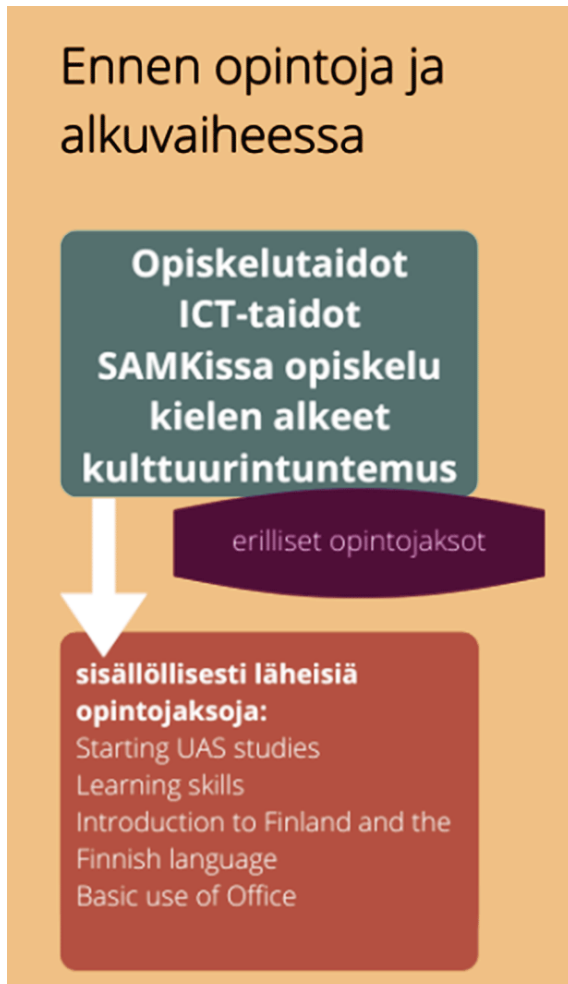 Ennen opintoja ja
alkuvaiheessa
Opiskelutaidot
ICT-taidot
SAMKissa opiskelu
kielen alkeet
kulttuurintuntemus
erilliset opintojaksot
sisällöllisesti läheisiä
opintojaksoja:
Starting UAS studies
Learning skills
Introduction to Finland and the
Finnish language
Basic use of Office